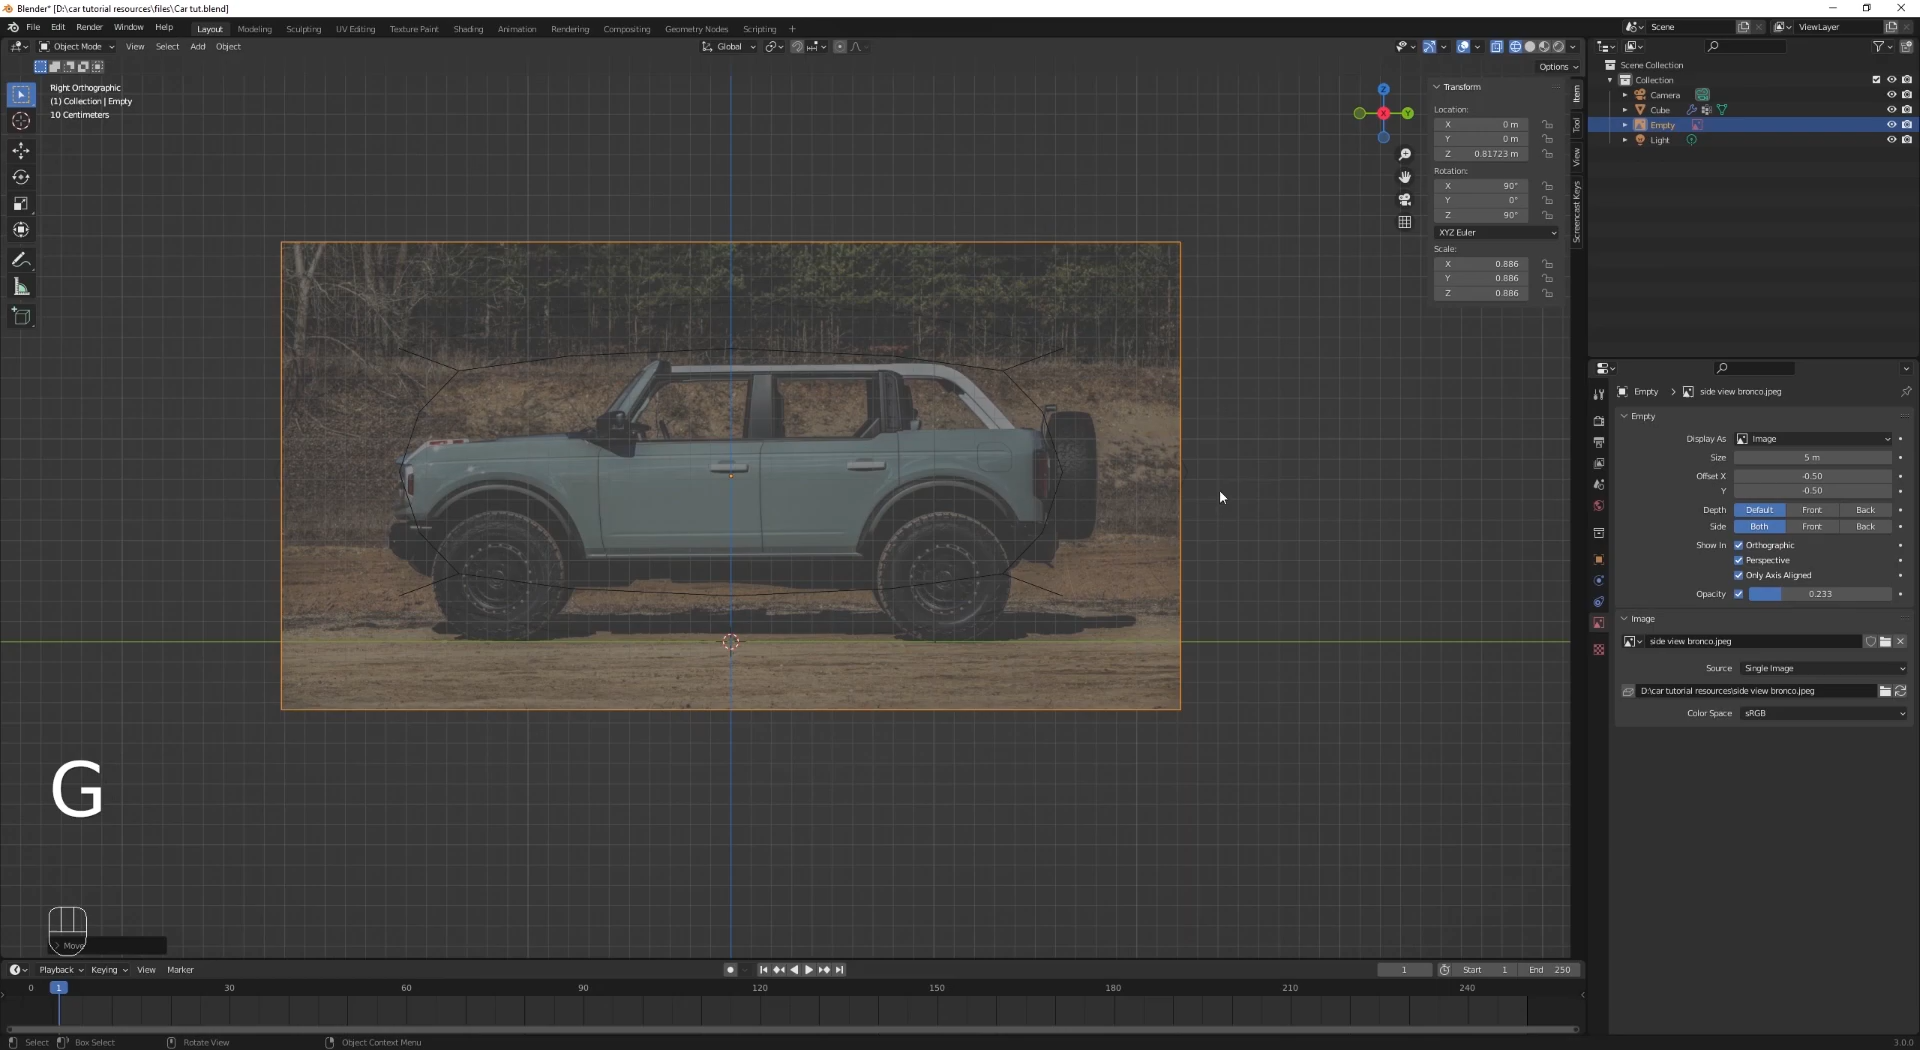 Blender* [D:\car tutorial resources\files\Car tut.blend]
File Edit Render Window Help Layout Modeling Sculpting UV Editing Texture Paint Shading Animation Rendering Compositing Geometry Nodes Scripting + Scene ViewLayer
Object Mode View Select Add Object Global
Options
Right Orthographic
(1) Collection | Empty
10 Centimeters
Z
X
Y
Transform
Location:
X 0 m
Y 0 m
Z 0.81723 m
Rotation:
X 90°
Y 0°
Z 90°
XYZ Euler
Scale:
X 0.886
Y 0.886
Z 0.886
Item
Tool
View
Screencast Keys
Scene Collection
Collection
Camera
Cube
Empty
Light
Empty > side view bronco.jpeg
Empty
Display As Image
Size 5 m
Offset X -0.50
Y -0.50
Depth Default Front Back
Side Both Front Back
Show In Orthographic
Perspective
Only Axis Aligned
Opacity 0.233
Image
side view bronco.jpeg
Source Single Image
D:\car tutorial resources\side view bronco.jpeg
Color Space sRGB
G
Move
Playback Keying View Marker 1 Start 1 End 250
0 1 30 60 90 120 150 180 210 240
Select Box Select Rotate View Object Context Menu 3.0.0